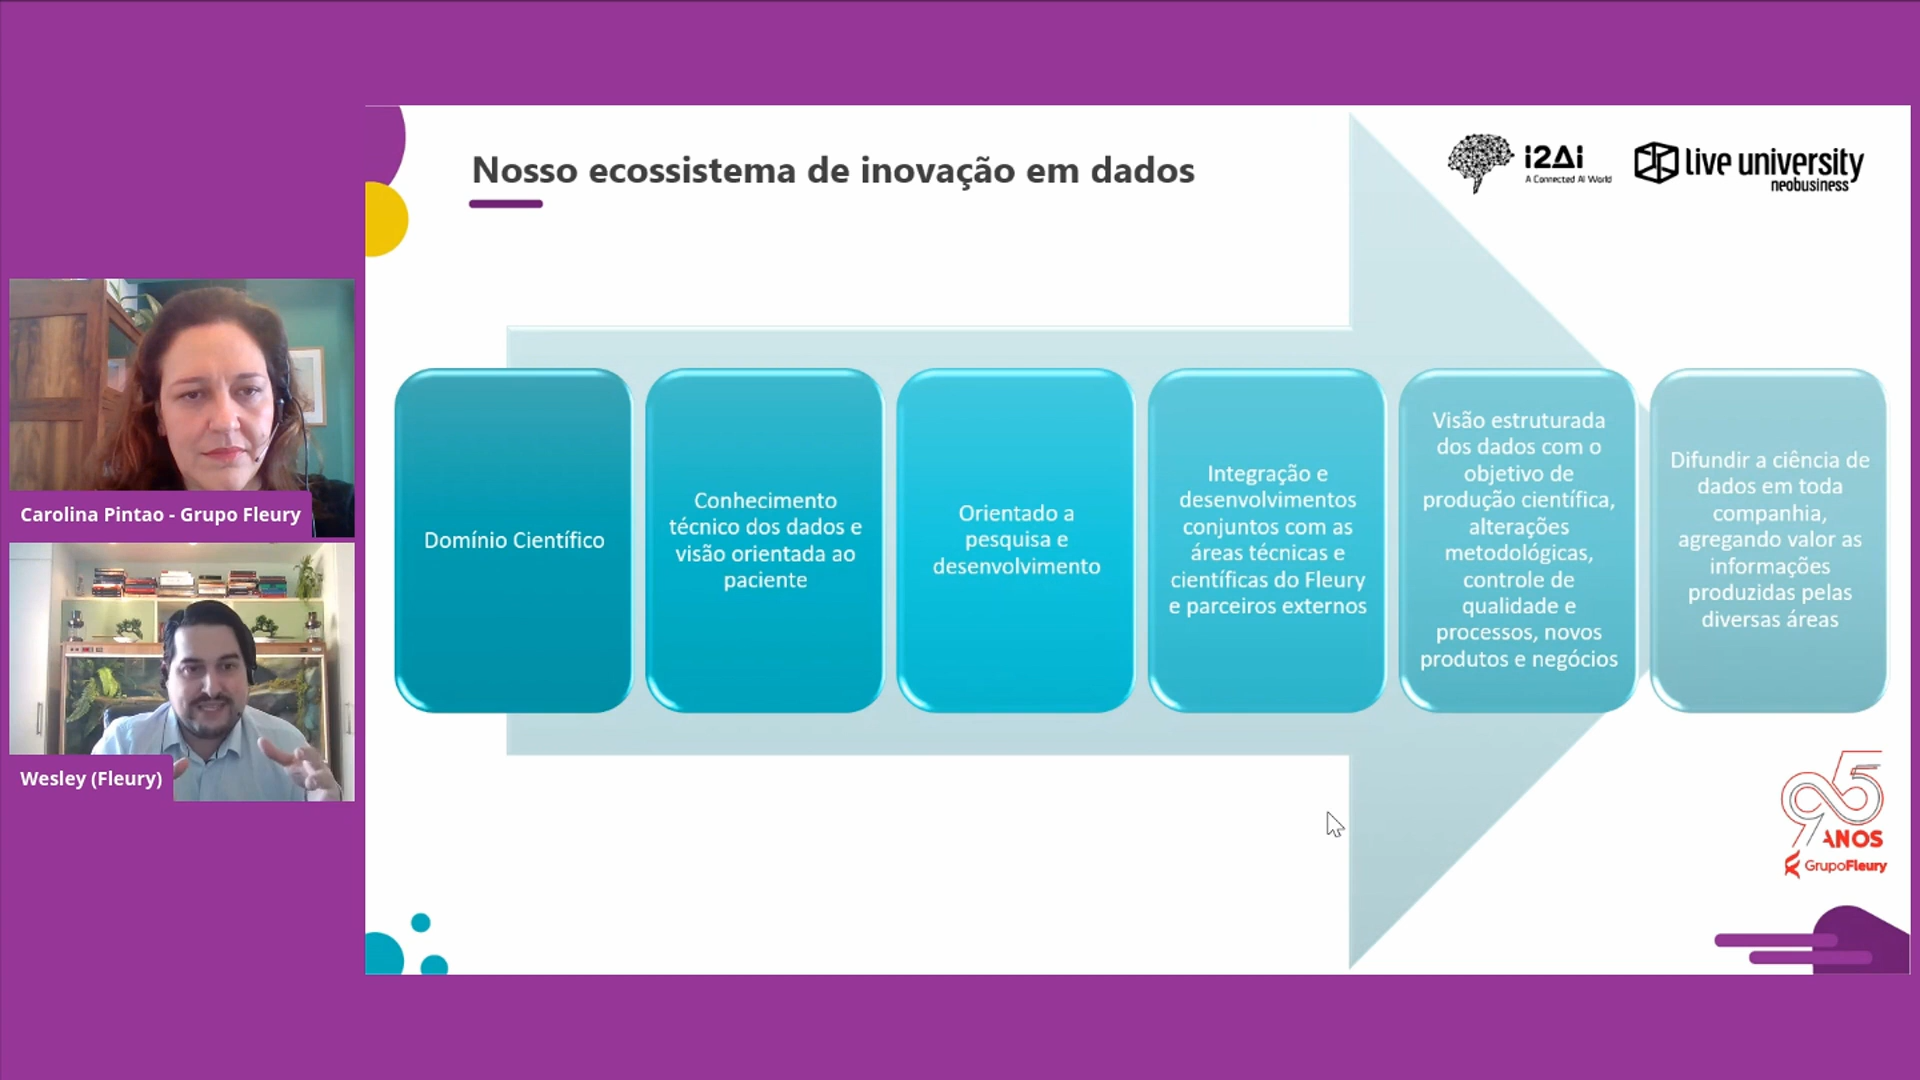 Nosso ecossistema de inovação em dados
i2Ai
A Connected AI World
live university
neobusiness
Domínio Científico
Conhecimento
técnico dos dados e
visão orientada ao
paciente
Orientado a
pesquisa e
desenvolvimento
Integração e
desenvolvimentos
conjuntos com as
áreas técnicas e
científicas do Fleury
e parceiros externos
Visão estruturada
dos dados com o
objetivo de
produção científica,
alterações
metodológicas,
controle de
qualidade e
processos, novos
produtos e negócios
Difundir a ciência de
dados em toda
companhia,
agregando valor as
informações
produzidas pelas
diversas áreas
Carolina Pintao - Grupo Fleury
Wesley (Fleury)
95
ANOS
GrupoFleury